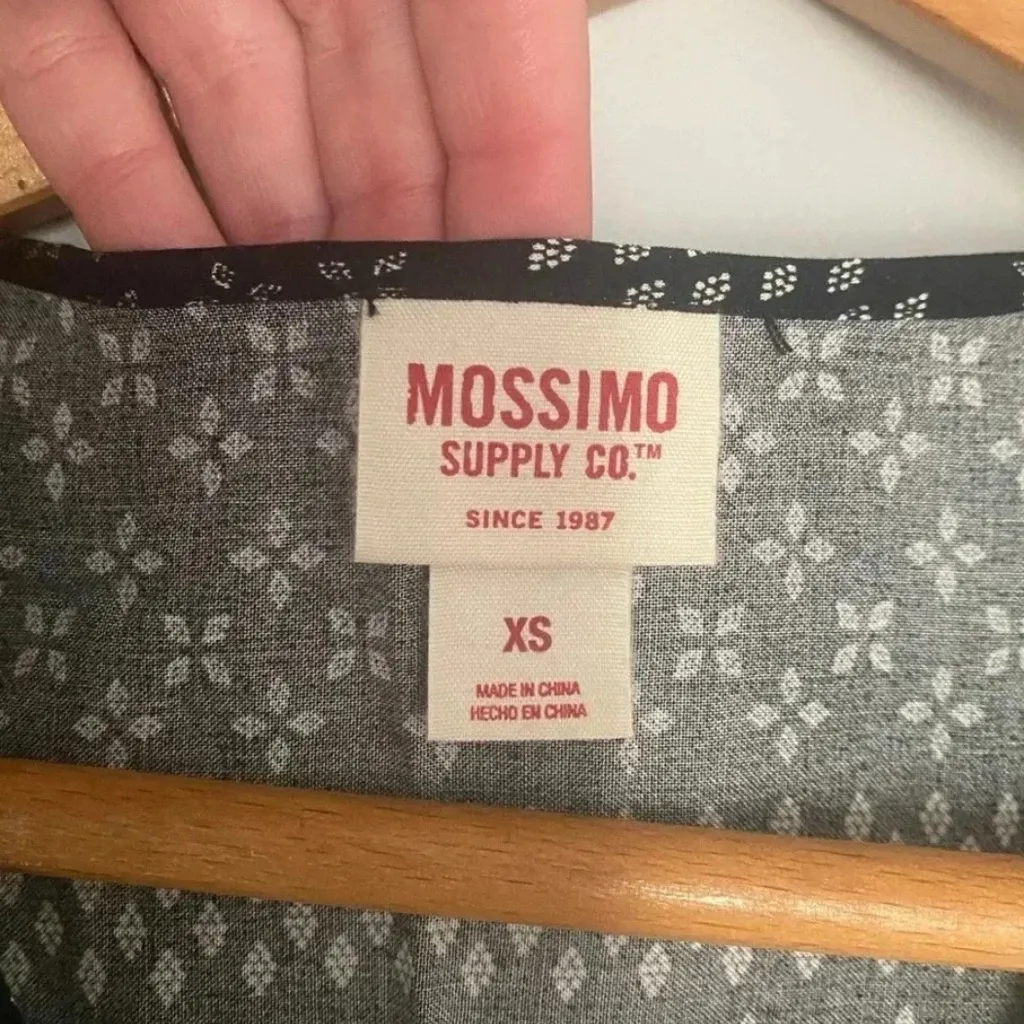 MOSSIMO
SUPPLY CO.™
SINCE 1987
XS
MADE IN CHINA
HECHO EN CHINA